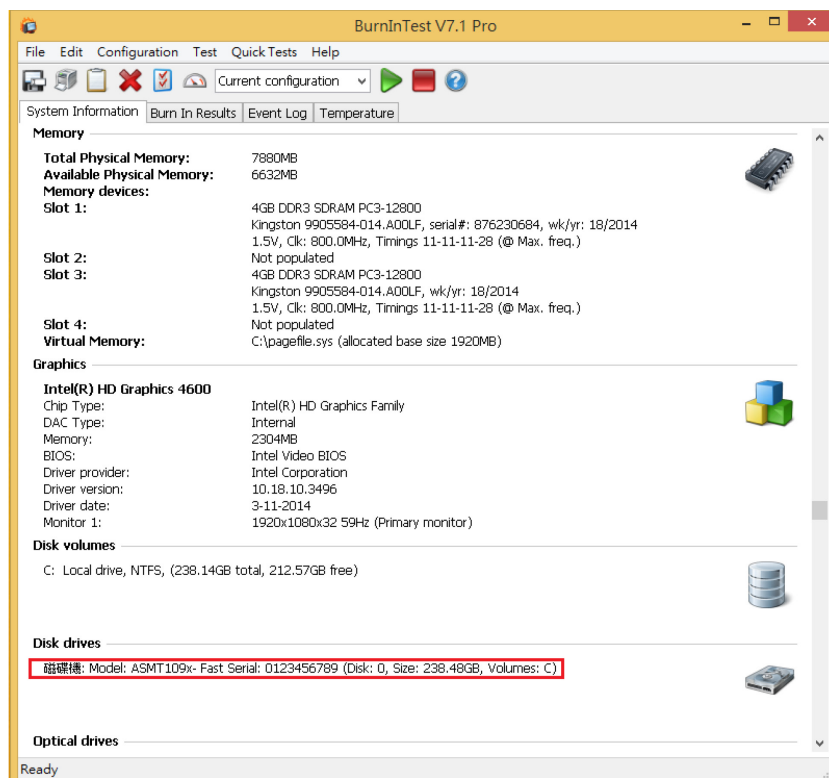 BurnInTest V7.1 Pro
File Edit Configuration Test Quick Tests Help
Current configuration
System Information Burn In Results Event Log Temperature
Memory
Total Physical Memory: 7880MB
Available Physical Memory: 6632MB
Memory devices:
Slot 1: 4GB DDR3 SDRAM PC3-12800
Kingston 9905584-014.A00LF, serial#: 876230684, wk/yr: 18/2014
1.5V, Clk: 800.0MHz, Timings 11-11-11-28 (@ Max. freq.)
Slot 2: Not populated
Slot 3: 4GB DDR3 SDRAM PC3-12800
Kingston 9905584-014.A00LF, wk/yr: 18/2014
1.5V, Clk: 800.0MHz, Timings 11-11-11-28 (@ Max. freq.)
Slot 4: Not populated
Virtual Memory: C:\pagefile.sys (allocated base size 1920MB)
Graphics
Intel(R) HD Graphics 4600
Chip Type: Intel(R) HD Graphics Family
DAC Type: Internal
Memory: 2304MB
BIOS: Intel Video BIOS
Driver provider: Intel Corporation
Driver version: 10.18.10.3496
Driver date: 3-11-2014
Monitor 1: 1920x1080x32 59Hz (Primary monitor)
Disk volumes
C: Local drive, NTFS, (238.14GB total, 212.57GB free)
Disk drives
磁碟機: Model: ASMT109x- Fast Serial: 0123456789 (Disk: 0, Size: 238.48GB, Volumes: C)
Optical drives
Ready